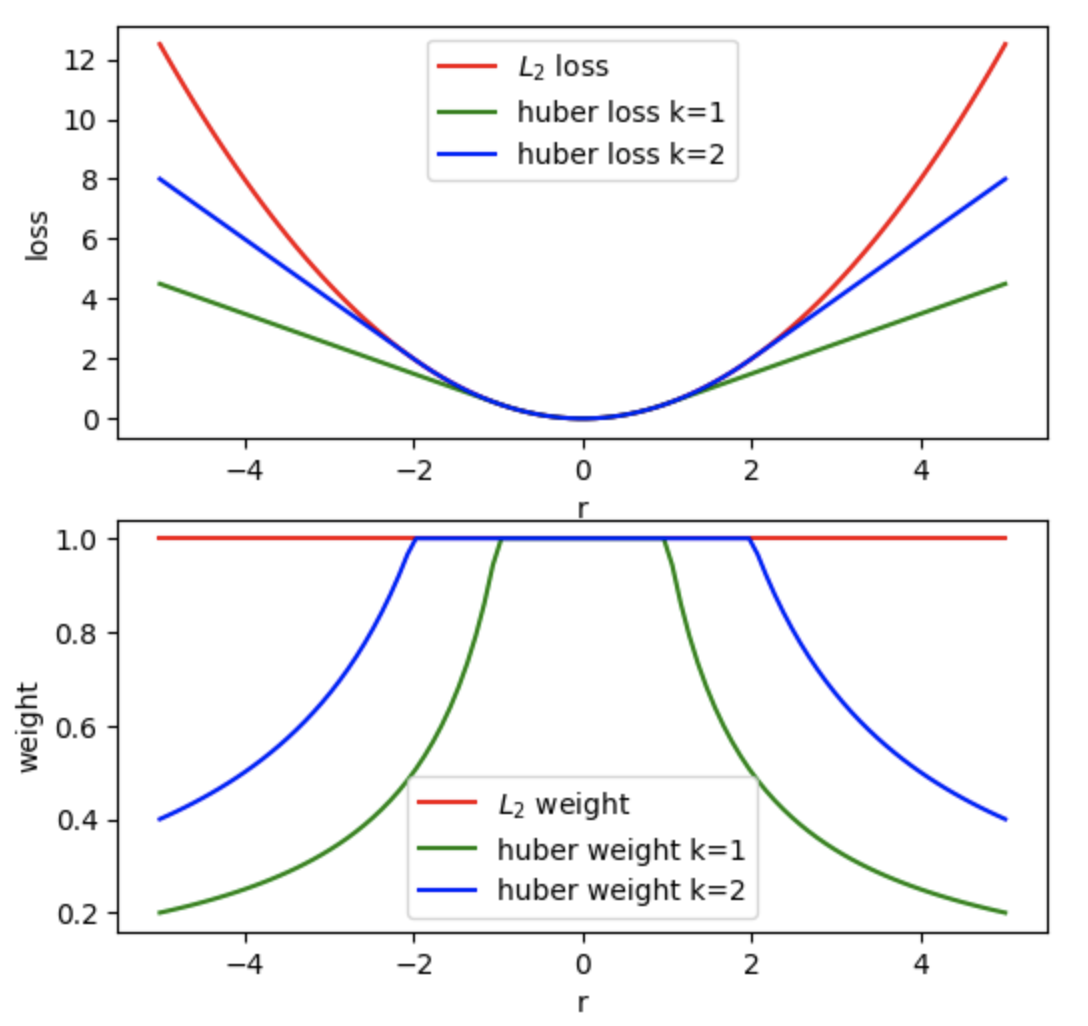 12
10
8
6
4
2
0
loss
L₂ loss
huber loss k=1
huber loss k=2
−4 −2 0 2 4
r
1.0
0.8
0.6
0.4
0.2
weight
L₂ weight
huber weight k=1
huber weight k=2
−4 −2 0 2 4
r